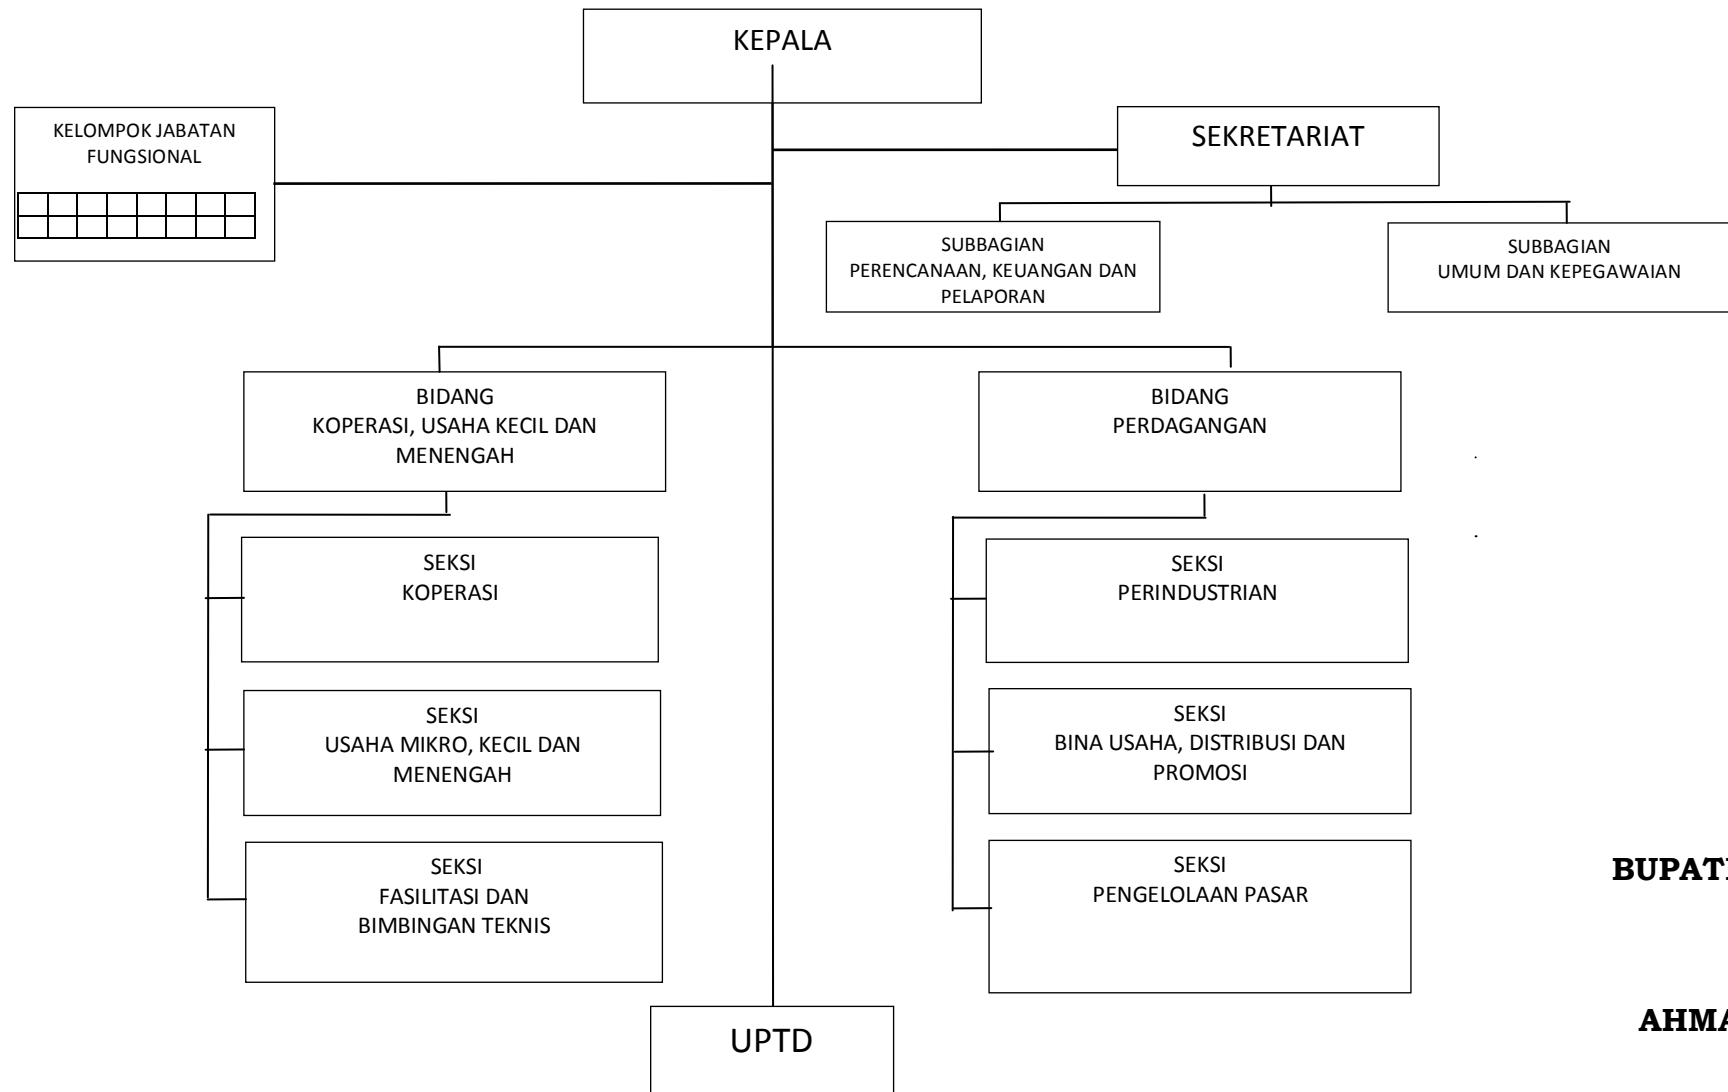 KEPALA
KELOMPOK JABATAN
FUNGSIONAL
SEKRETARIAT
SUBBAGIAN
PERENCANAAN, KEUANGAN DAN
PELAPORAN
SUBBAGIAN
UMUM DAN KEPEGAWAIAN
BIDANG
KOPERASI, USAHA KECIL DAN
MENENGAH
BIDANG
PERDAGANGAN
SEKSI
KOPERASI
SEKSI
PERINDUSTRIAN
SEKSI
USAHA MIKRO, KECIL DAN
MENENGAH
SEKSI
BINA USAHA, DISTRIBUSI DAN
PROMOSI
SEKSI
FASILITASI DAN
BIMBINGAN TEKNIS
SEKSI
PENGELOLAAN PASAR
BUPATI
AHMA
UPTD